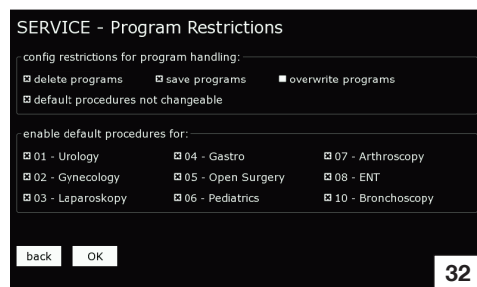 SERVICE - Program Restrictions
config restrictions for program handling:
delete programs save programs overwrite programs
default procedures not changeable
enable default procedures for:
01 - Urology 04 - Gastro 07 - Arthroscopy
02 - Gynecology 05 - Open Surgery 08 - ENT
03 - Laparoskopy 06 - Pediatrics 10 - Bronchoscopy
back OK
32